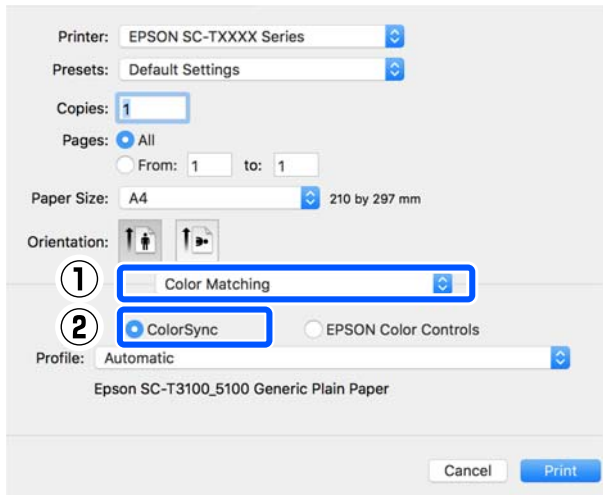 Printer: EPSON SC-TXXXX Series
Presets: Default Settings
Copies: 1
Pages: All
From: 1 to: 1
Paper Size: A4 210 by 297 mm
Orientation:
1 Color Matching
2 ColorSync EPSON Color Controls
Profile: Automatic
Epson SC-T3100_5100 Generic Plain Paper
Cancel Print